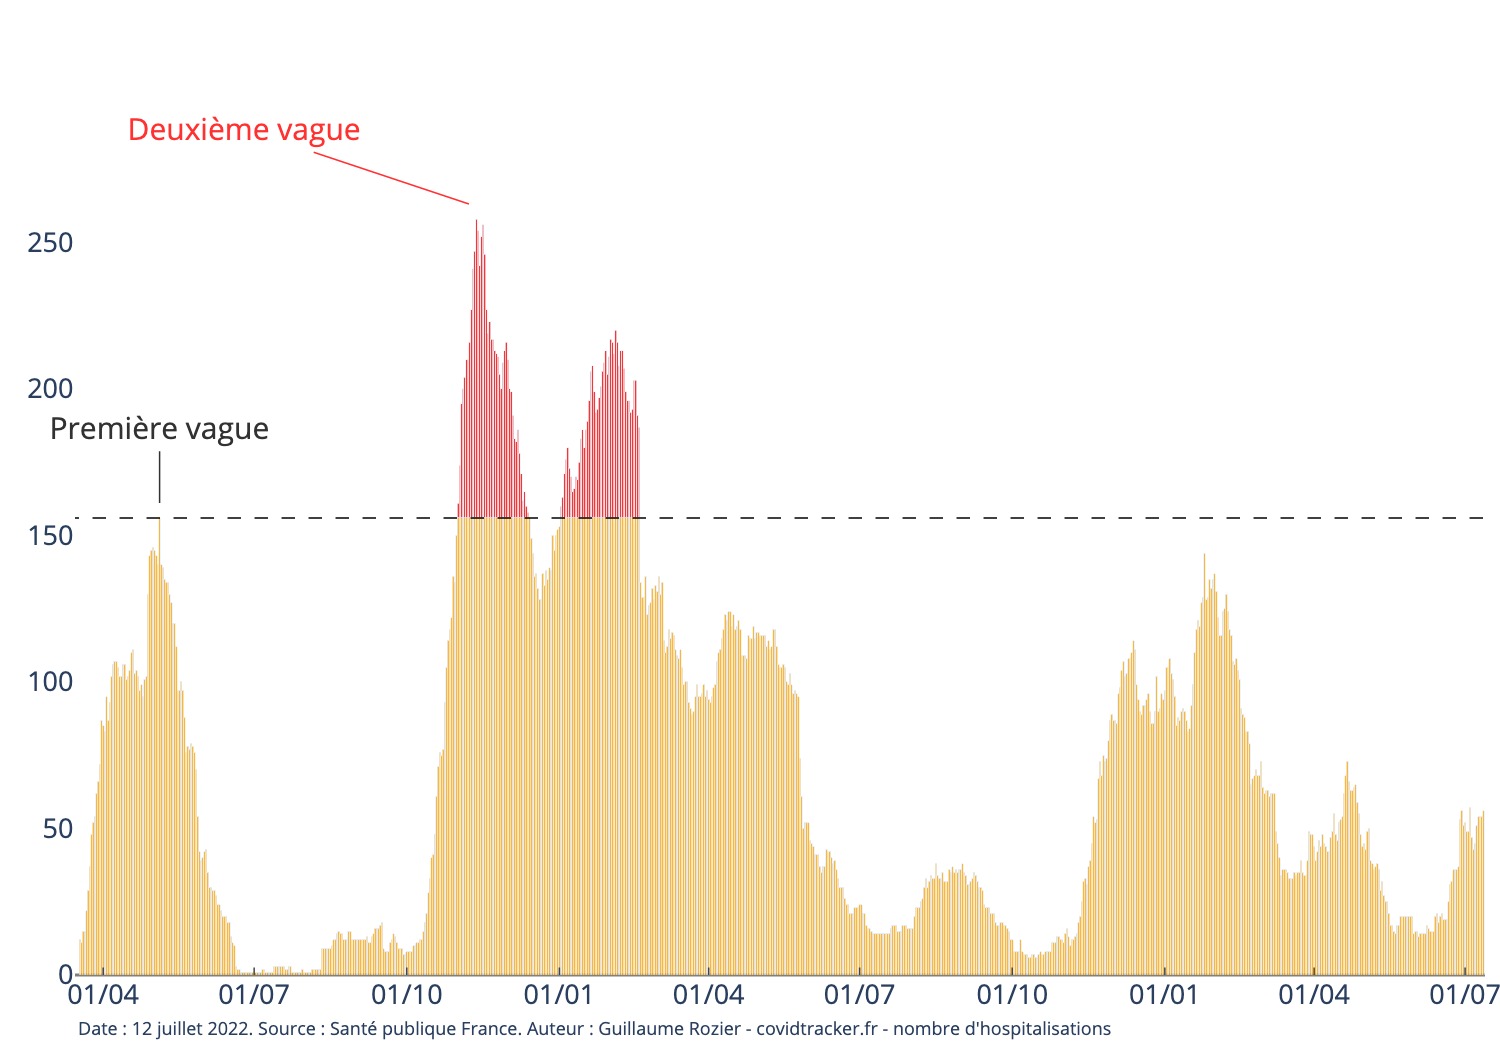 Deuxième vague
250
200
Première vague
150
100
50
0
01/04 01/07 01/10 01/01 01/04 01/07 01/10 01/01 01/04 01/07
Date : 12 juillet 2022. Source : Santé publique France. Auteur : Guillaume Rozier - covidtracker.fr - nombre d'hospitalisations